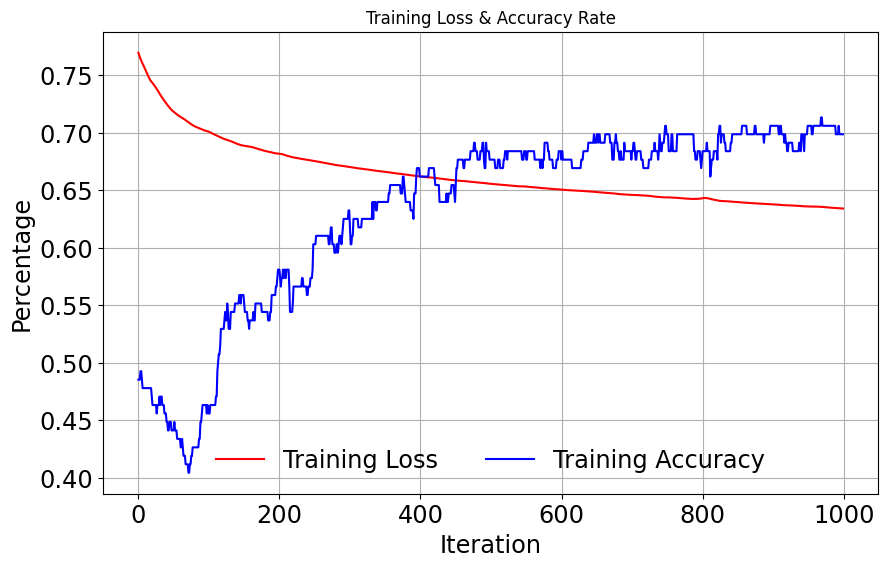 Training Loss & Accuracy Rate
0.75
0.70
0.65
0.60
0.55
0.50
0.45
0.40
Percentage
Training Loss
Training Accuracy
0
200
400
600
800
1000
Iteration